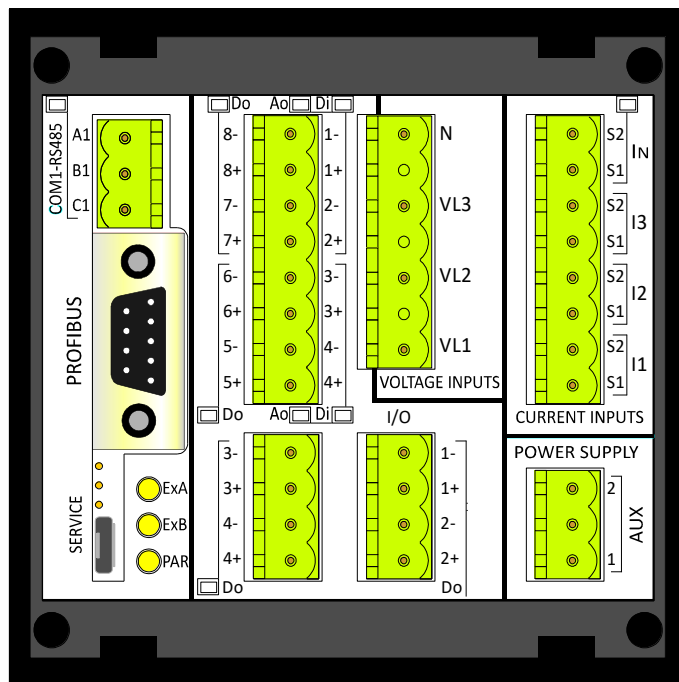 COM1-RS485
A1
B1
C1
PROFIBUS
SERVICE
ExA
ExB
PAR
Do Ao Di
8- 1-
8+ 1+
7- 2-
7+ 2+
6- 3-
6+ 3+
5- 4-
5+ 4+
Do Ao Di
N
VL3
VL2
VL1
VOLTAGE INPUTS
I/O
3- 1-
3+ 1+
4- 2-
4+ 2+
Do Do
S2
S1
IN
S2
S1
I3
S2
S1
I2
S2
S1
I1
CURRENT INPUTS
POWER SUPPLY
2
1
AUX